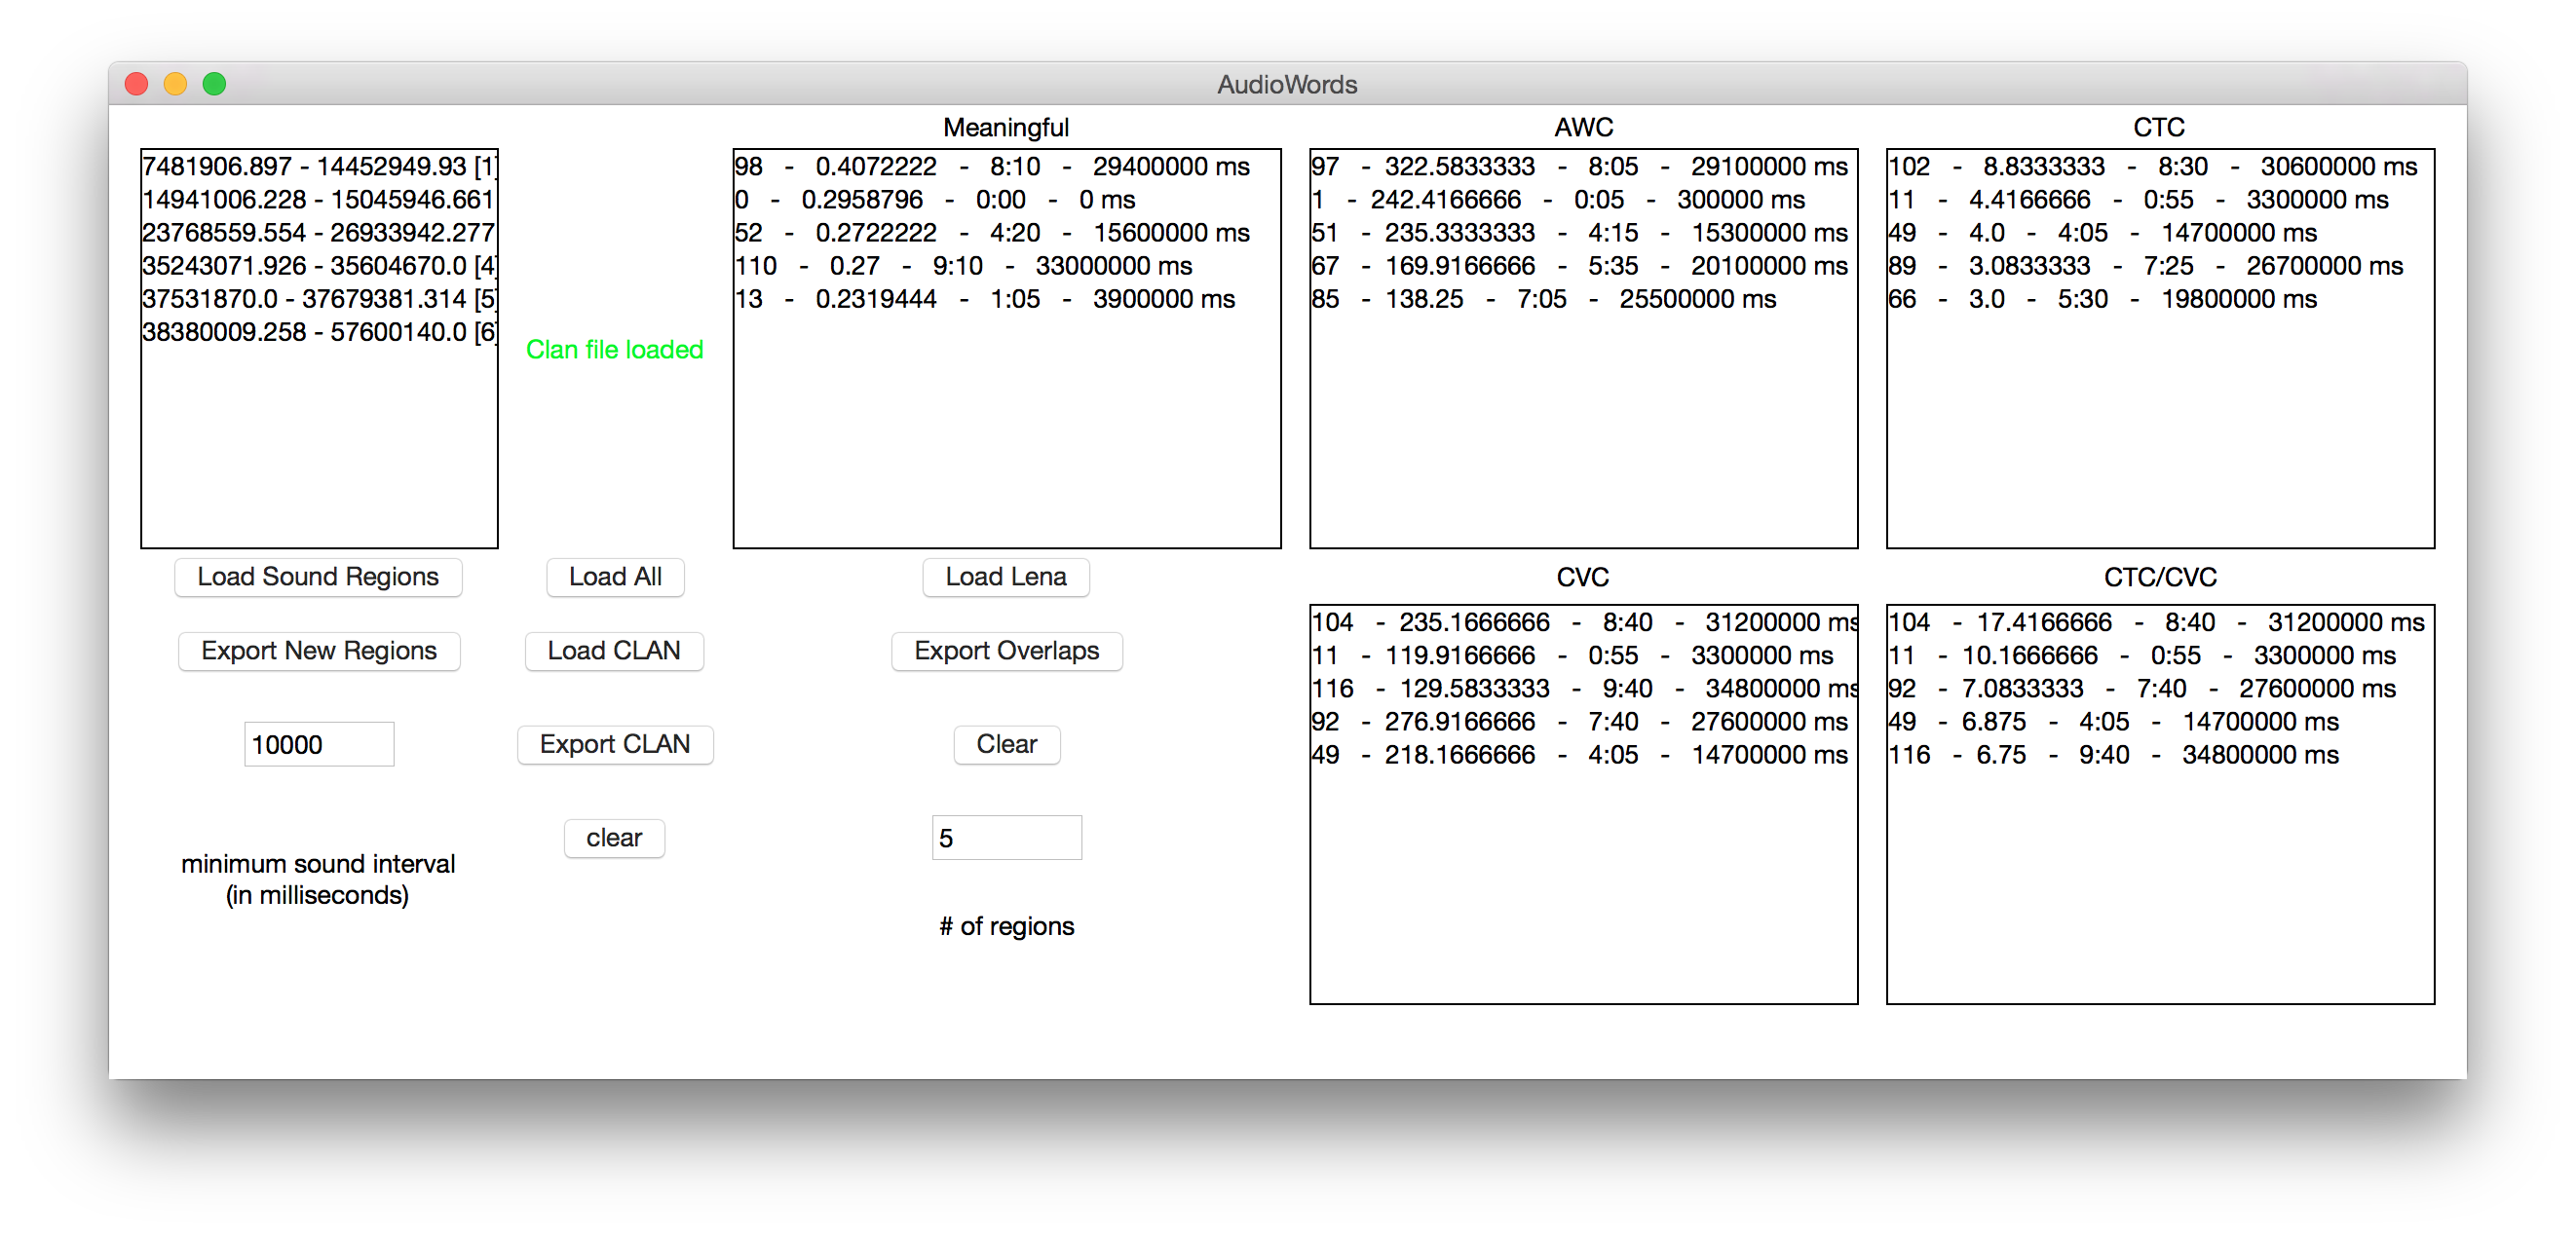 AudioWords
7481906.897 - 14452949.93 [1]
14941006.228 - 15045946.661
23768559.554 - 26933942.277
35243071.926 - 35604670.0 [4]
37531870.0 - 37679381.314 [5]
38380009.258 - 57600140.0 [6]
Load Sound Regions
Export New Regions
10000
minimum sound interval
(in milliseconds)
Clan file loaded
Load All
Load CLAN
Export CLAN
clear
Meaningful
98 - 0.4072222 - 8:10 - 29400000 ms
0 - 0.2958796 - 0:00 - 0 ms
52 - 0.2722222 - 4:20 - 15600000 ms
110 - 0.27 - 9:10 - 33000000 ms
13 - 0.2319444 - 1:05 - 3900000 ms
Load Lena
Export Overlaps
Clear
5
# of regions
AWC
97 - 322.5833333 - 8:05 - 29100000 ms
1 - 242.4166666 - 0:05 - 300000 ms
51 - 235.3333333 - 4:15 - 15300000 ms
67 - 169.9166666 - 5:35 - 20100000 ms
85 - 138.25 - 7:05 - 25500000 ms
CTC
102 - 8.8333333 - 8:30 - 30600000 ms
11 - 4.4166666 - 0:55 - 3300000 ms
49 - 4.0 - 4:05 - 14700000 ms
89 - 3.0833333 - 7:25 - 26700000 ms
66 - 3.0 - 5:30 - 19800000 ms
CVC
104 - 235.1666666 - 8:40 - 31200000 ms
11 - 119.9166666 - 0:55 - 3300000 ms
116 - 129.5833333 - 9:40 - 34800000 ms
92 - 276.9166666 - 7:40 - 27600000 ms
49 - 218.1666666 - 4:05 - 14700000 ms
CTC/CVC
104 - 17.4166666 - 8:40 - 31200000 ms
11 - 10.1666666 - 0:55 - 3300000 ms
92 - 7.0833333 - 7:40 - 27600000 ms
49 - 6.875 - 4:05 - 14700000 ms
116 - 6.75 - 9:40 - 34800000 ms